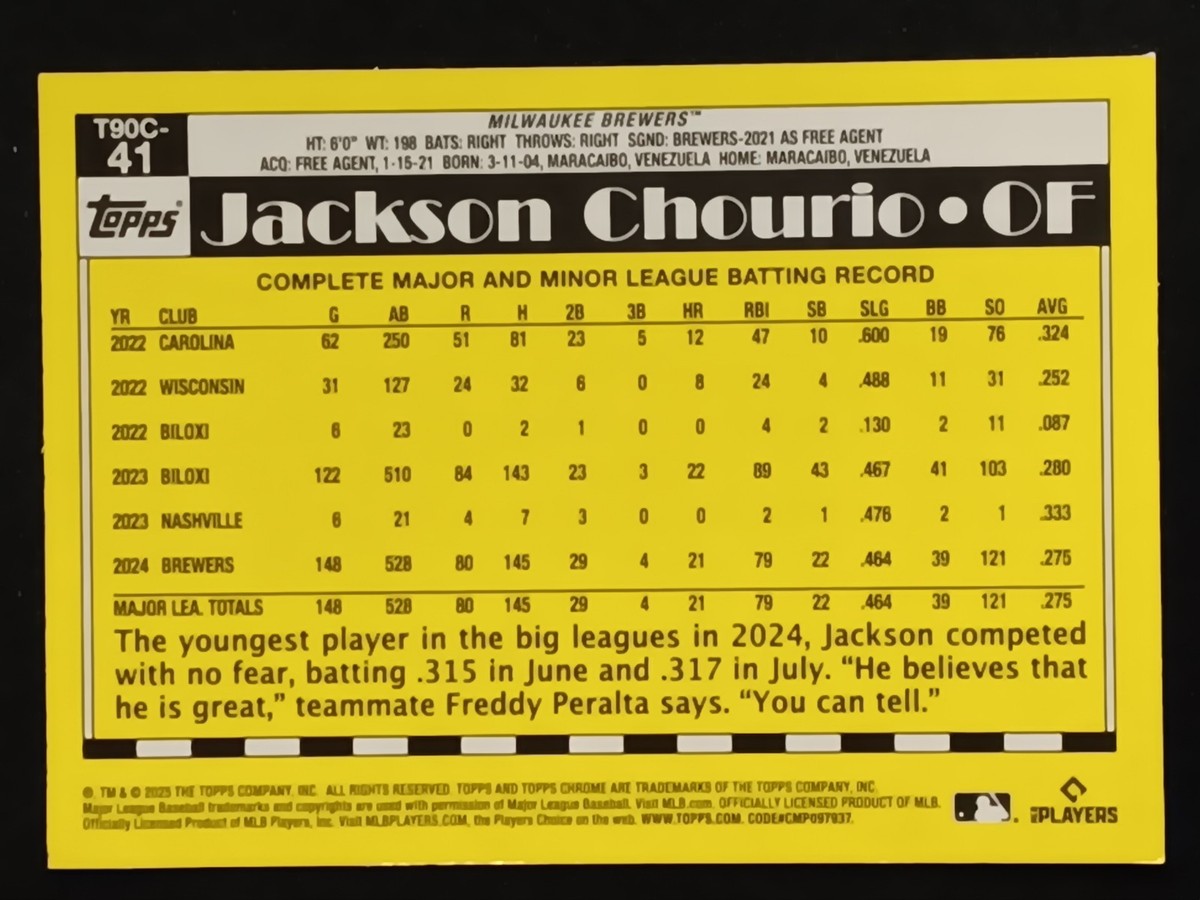 T90C-
41
MILWAUKEE BREWERS™
HT: 6'0" WT: 198 BATS: RIGHT THROWS: RIGHT SGND: BREWERS-2021 AS FREE AGENT
ACQ: FREE AGENT, 1-15-21 BORN: 3-11-04, MARACAIBO, VENEZUELA HOME: MARACAIBO, VENEZUELA
Topps®
Jackson Chourio • OF
COMPLETE MAJOR AND MINOR LEAGUE BATTING RECORD
YR CLUB G AB R H 2B 3B HR RBI SB SLG BB SO AVG
2022 CAROLINA 62 250 51 81 23 5 12 47 10 .600 19 76 .324
2022 WISCONSIN 31 127 24 32 6 0 8 24 4 .488 11 31 .252
2022 BILOXI 6 23 0 2 1 0 0 4 2 .130 2 11 .087
2023 BILOXI 122 510 84 143 23 3 22 89 43 .467 41 103 .280
2023 NASHVILLE 6 21 4 7 3 0 0 2 1 .476 2 1 .333
2024 BREWERS 148 528 80 145 29 4 21 79 22 .464 39 121 .275
MAJOR LEA. TOTALS 148 528 80 145 29 4 21 79 22 .464 39 121 .275
The youngest player in the big leagues in 2024, Jackson competed
with no fear, batting .315 in June and .317 in July. “He believes that
he is great,” teammate Freddy Peralta says. “You can tell.”
®, TM & © 2025 THE TOPPS COMPANY, INC. ALL RIGHTS RESERVED. TOPPS AND TOPPS CHROME ARE TRADEMARKS OF THE TOPPS COMPANY, INC.
Major League Baseball trademarks and copyrights are used with permission of Major League Baseball. Visit MLB.com. OFFICIALLY LICENSED PRODUCT OF MLB.
Officially Licensed Product of MLB Players, Inc. Visit MLBPLAYERS.COM, the Players Choice on the web. WWW.TOPPS.COM. CODE#CMP097937.
PLAYERS